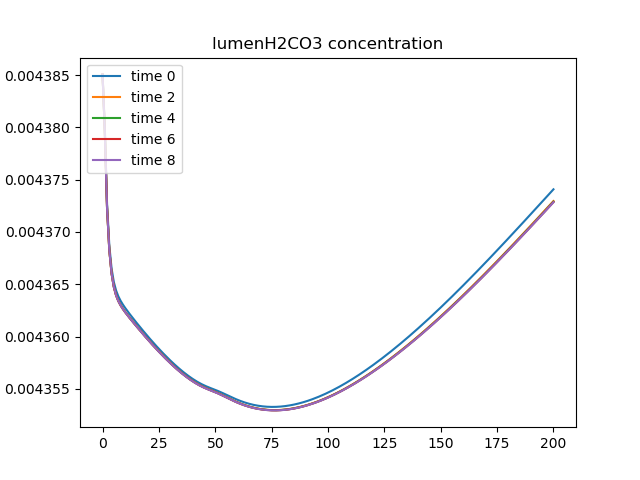 lumenH2CO3 concentration
time 0
time 2
time 4
time 6
time 8
0.004385
0.004380
0.004375
0.004370
0.004365
0.004360
0.004355
0 25 50 75 100 125 150 175 200